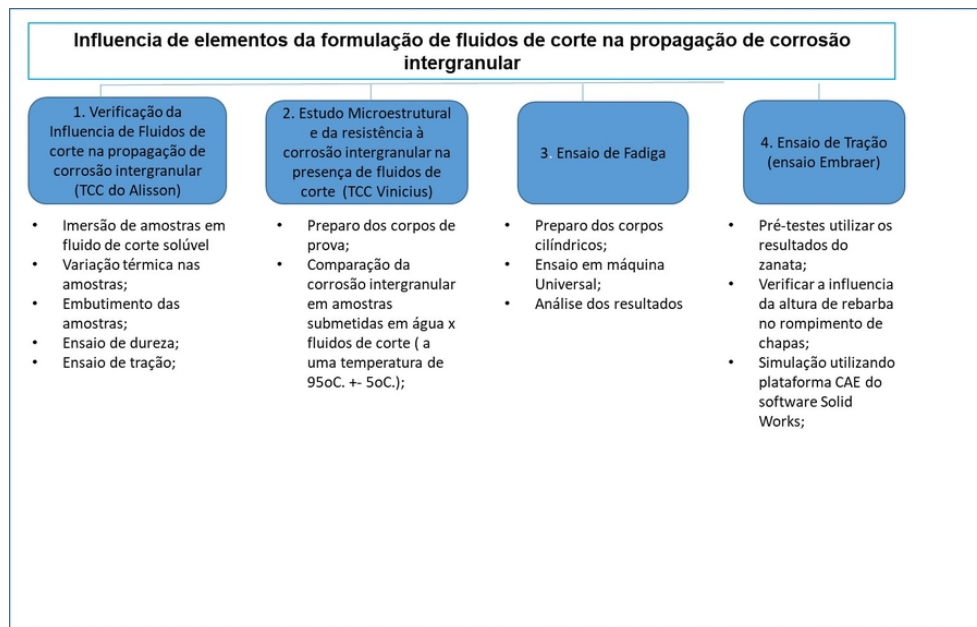 Influencia de elementos da formulação de fluidos de corte na propagação de corrosão
intergranular
1. Verificação da
Influencia de Fluidos de
corte na propagação de
corrosão intergranular
(TCC do Alisson)
• Imersão de amostras em
fluido de corte solúvel
• Variação térmica nas
amostras;
• Embutimento das
amostras;
• Ensaio de dureza;
• Ensaio de tração;
2. Estudo Microestrutural
e da resistência à
corrosão intergranular na
presença de fluidos de
corte (TCC Vinicius)
• Preparo dos corpos de
prova;
• Comparação da
corrosão intergranular
em amostras
submetidas em água x
fluidos de corte ( a
uma temperatura de
95oC. +- 5oC.);
3. Ensaio de Fadiga
• Preparo dos corpos
cilíndricos;
• Ensaio em máquina
Universal;
• Análise dos resultados
4. Ensaio de Tração
(ensaio Embraer)
• Pré-testes utilizar os
resultados do
zanata;
• Verificar a influencia
da altura de rebarba
no rompimento de
chapas;
• Simulação utilizando
plataforma CAE do
software Solid
Works;